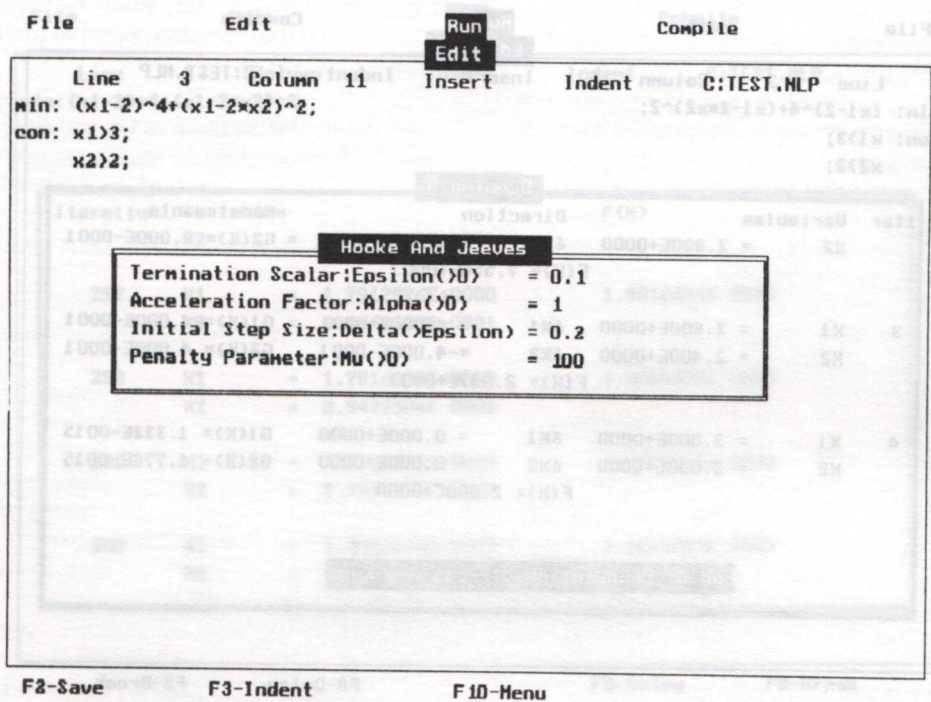 File Edit Run Compile
Edit
Line 3 Column 11 Insert Indent C:TEST.NLP
min: (x1-2)^4+(x1-2*x2)^2;
con: x1>3;
x2>2;
Hooke And Jeeves
Termination Scalar:Epsilon(>0) = 0.1
Acceleration Factor:Alpha(>0) = 1
Initial Step Size:Delta(>Epsilon) = 0.2
Penalty Parameter:Mu(>0) = 100
F2-Save F3-Indent F10-Menu